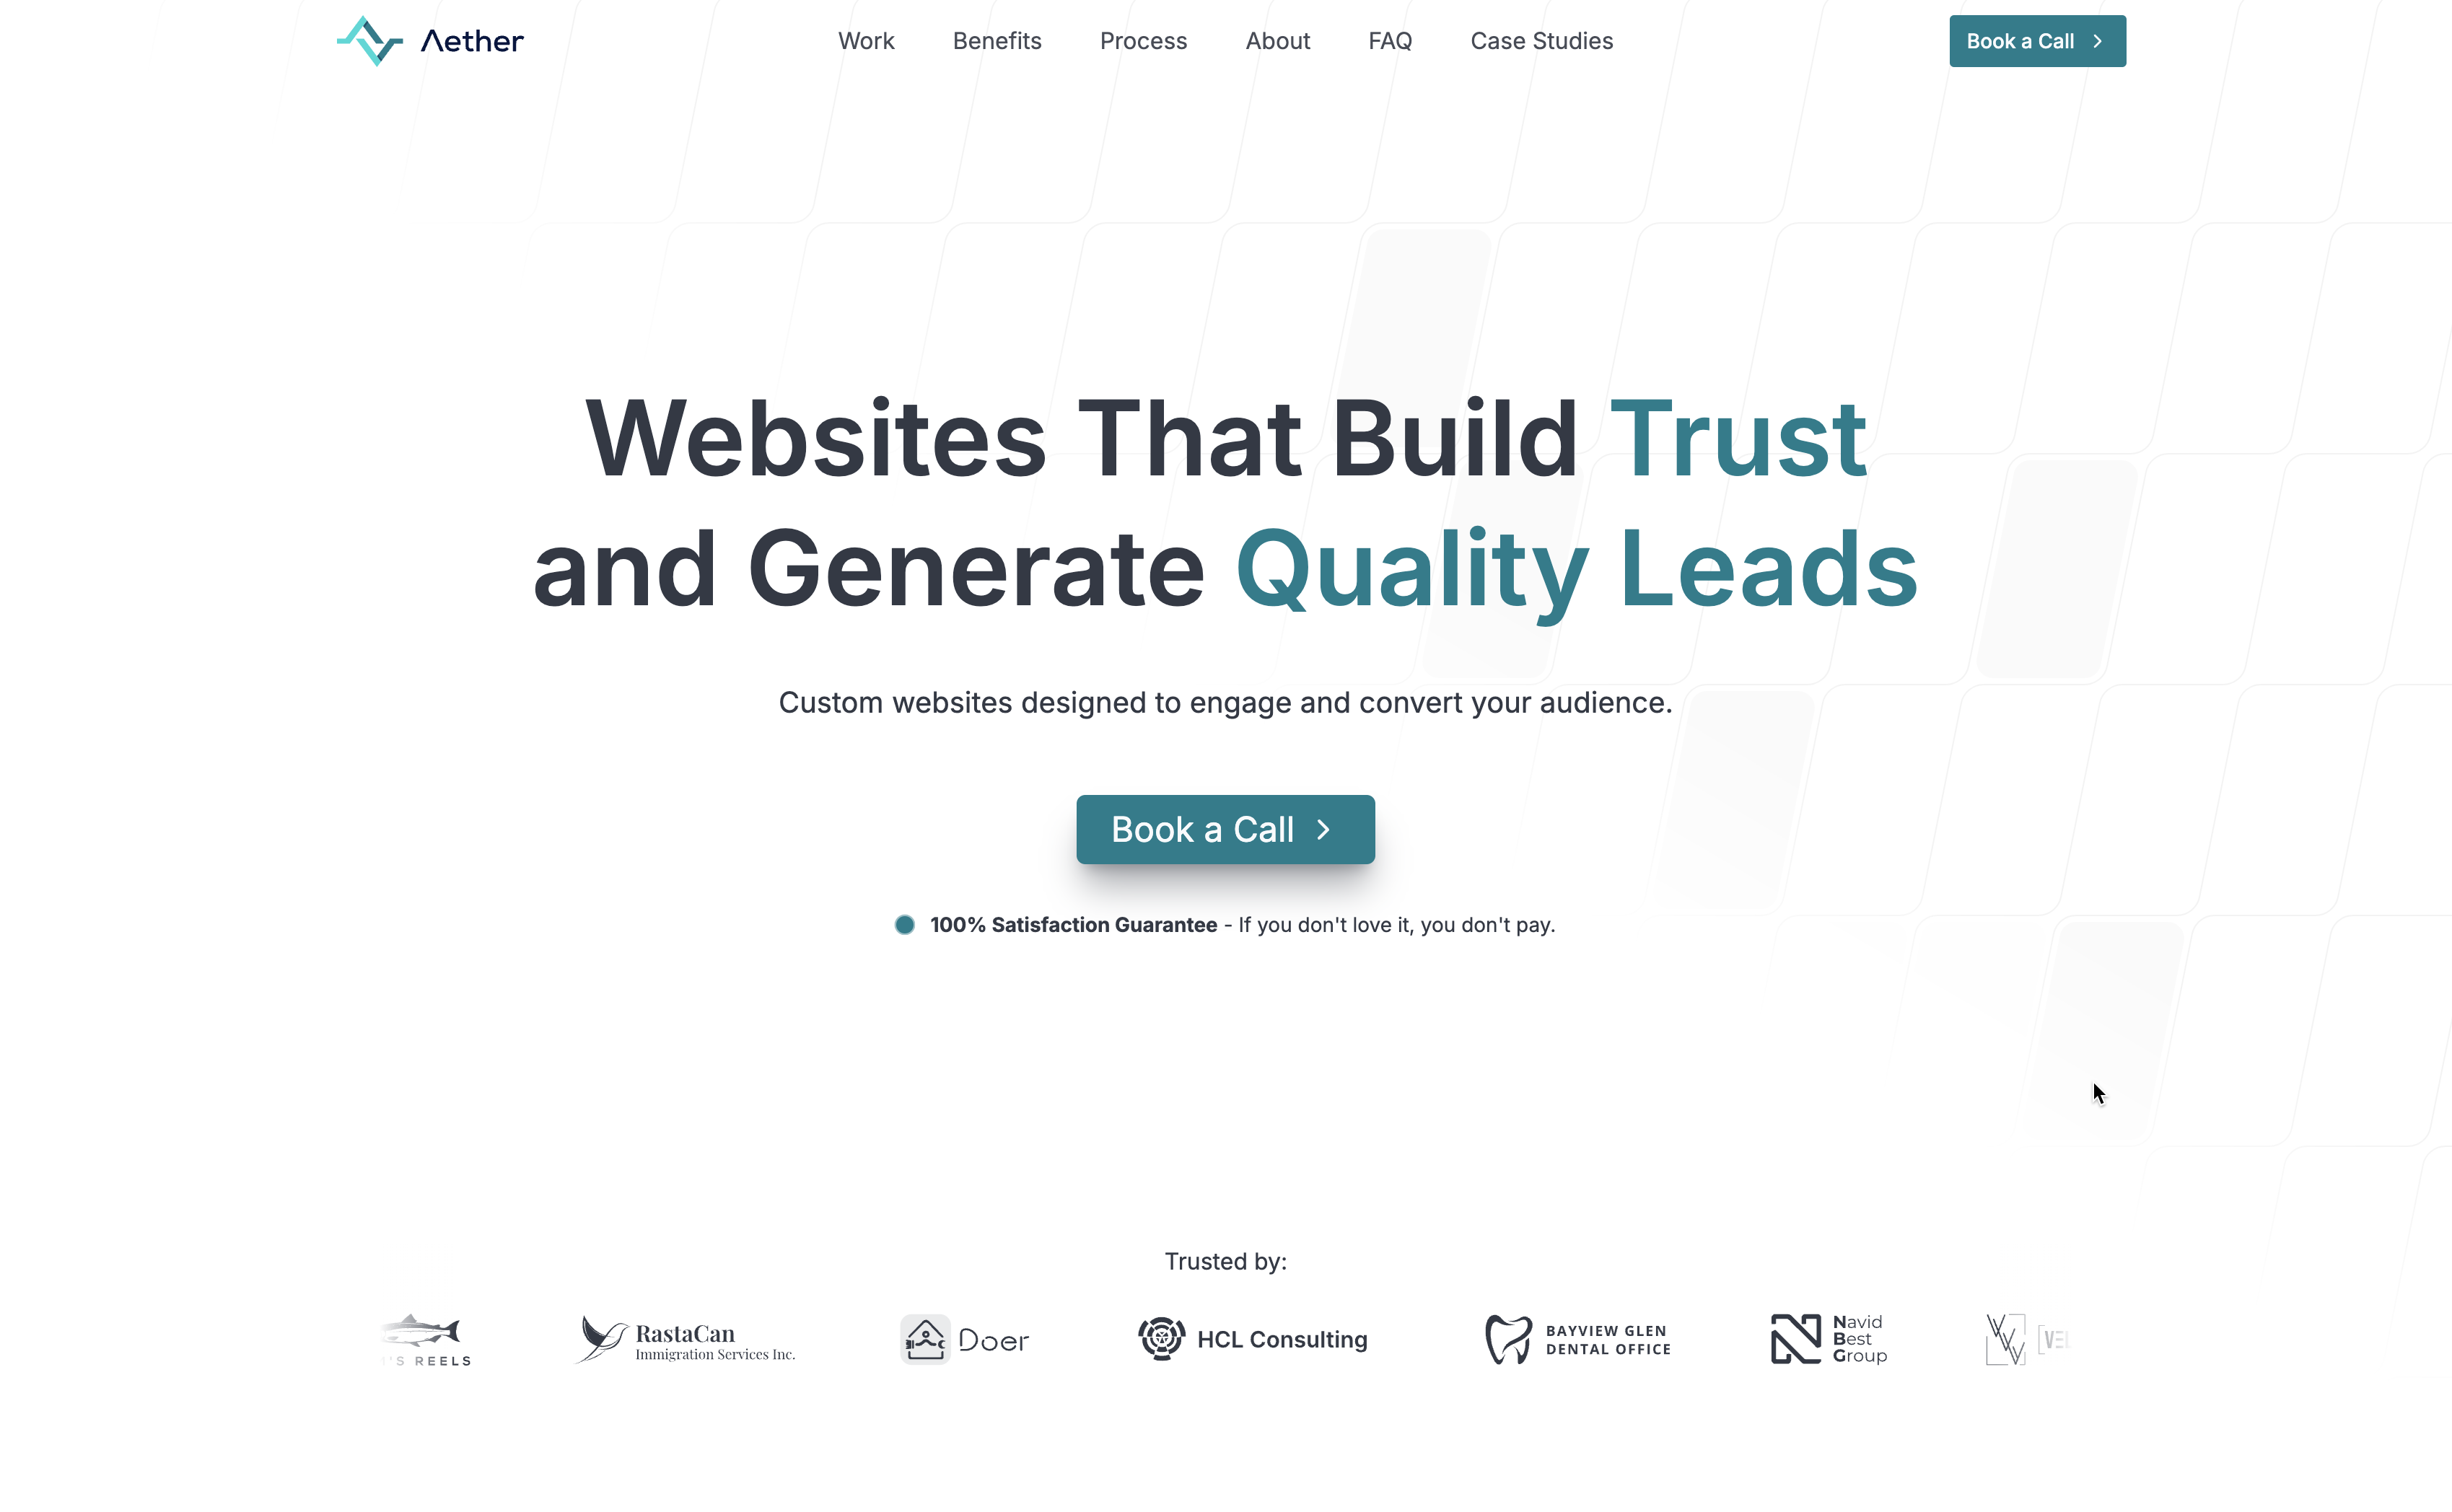 Aether
Work Benefits Process About FAQ Case Studies
Book a Call
Websites That Build Trust
and Generate Quality Leads
Custom websites designed to engage and convert your audience.
Book a Call
100% Satisfaction Guarantee - If you don't love it, you don't pay.
Trusted by:
'S REELS
RastaCan
Immigration Services Inc.
Doer
HCL Consulting
BAYVIEW GLEN
DENTAL OFFICE
Navid
Best
Group